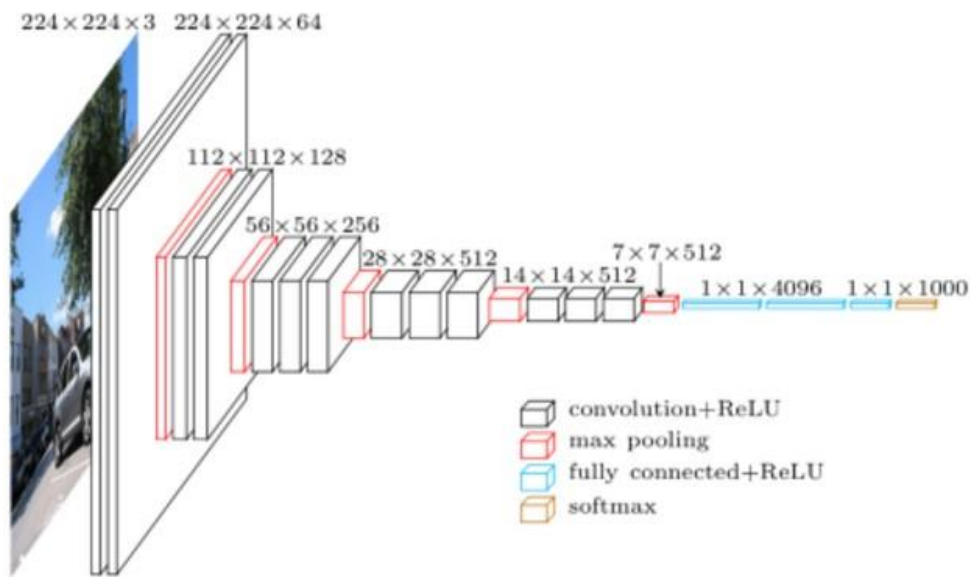 224×224×3
224×224×64
112×112×128
56×56×256
28×28×512
14×14×512
7×7×512
1×1×4096
1×1×1000
convolution+ReLU
max pooling
fully connected+ReLU
softmax